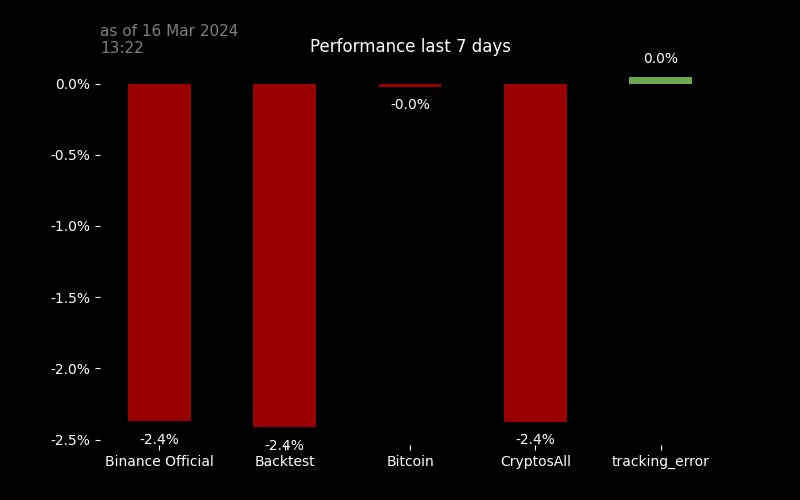 as of 16 Mar 2024
13:22
Performance last 7 days
0.0%
0.0%
-0.0%
-0.5%
-1.0%
-1.5%
-2.0%
-2.5%
-2.4%
-2.4%
-2.4%
Binance Official
Backtest
Bitcoin
CryptosAll
tracking_error